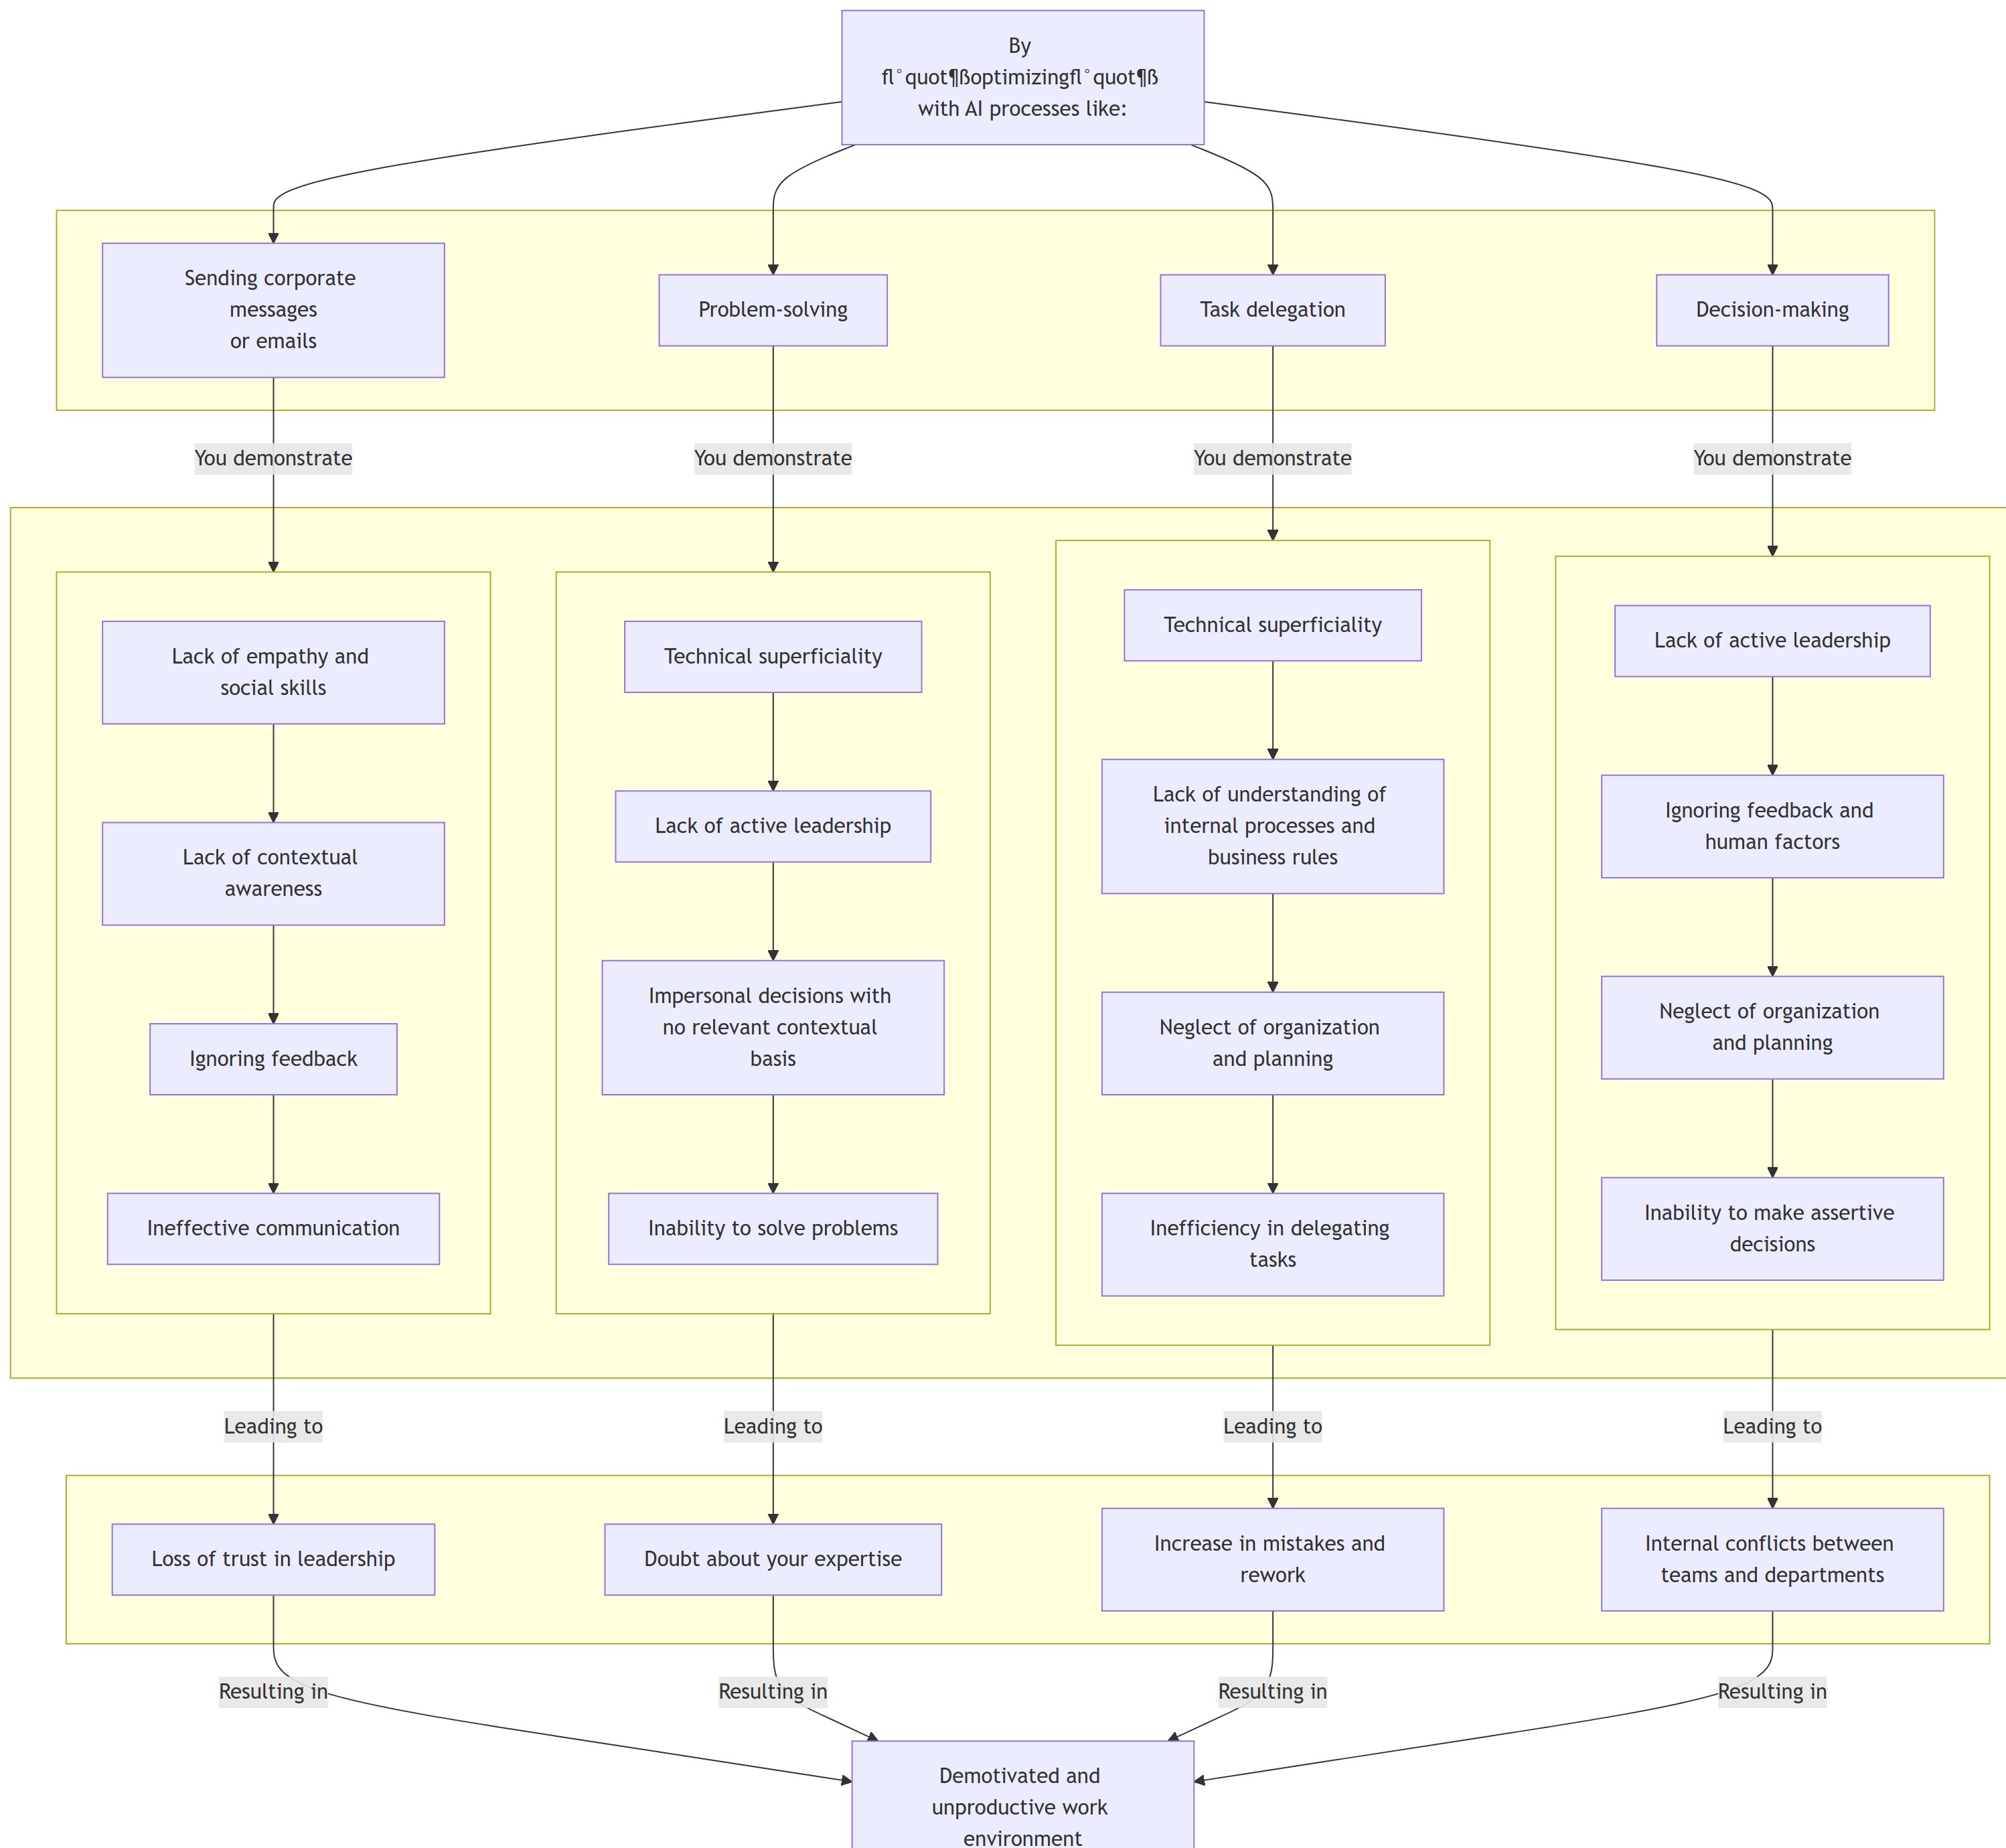 By
ﬂ°quot¶ßoptimizingﬂ°quot¶ß
with AI processes like:
Sending corporate
messages
or emails
Problem-solving
Task delegation
Decision-making
You demonstrate
You demonstrate
You demonstrate
You demonstrate
Lack of empathy and
social skills
Lack of contextual
awareness
Ignoring feedback
Ineffective communication
Technical superficiality
Lack of active leadership
Impersonal decisions with
no relevant contextual
basis
Inability to solve problems
Technical superficiality
Lack of understanding of
internal processes and
business rules
Neglect of organization
and planning
Inefficiency in delegating
tasks
Lack of active leadership
Ignoring feedback and
human factors
Neglect of organization
and planning
Inability to make assertive
decisions
Leading to
Leading to
Leading to
Leading to
Loss of trust in leadership
Doubt about your expertise
Increase in mistakes and
rework
Internal conflicts between
teams and departments
Resulting in
Resulting in
Resulting in
Resulting in
Demotivated and
unproductive work
environment